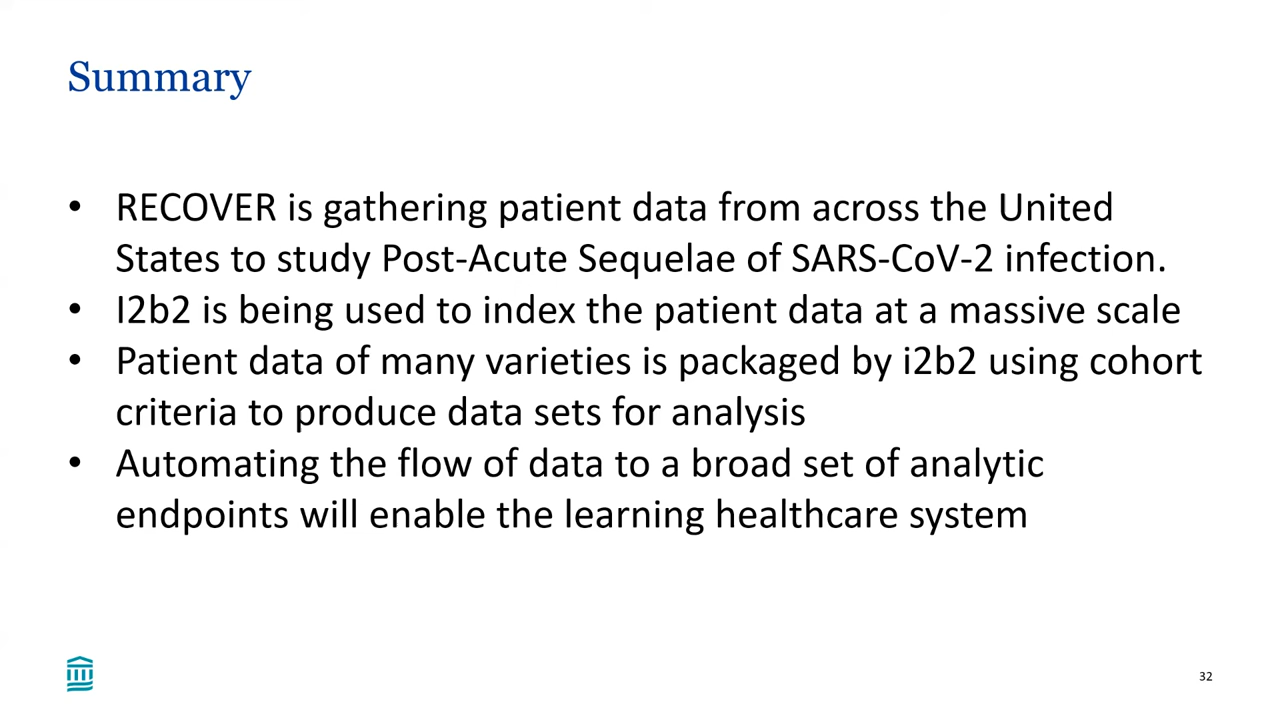 Summary
• RECOVER is gathering patient data from across the United
States to study Post-Acute Sequelae of SARS-CoV-2 infection.
• I2b2 is being used to index the patient data at a massive scale
• Patient data of many varieties is packaged by i2b2 using cohort
criteria to produce data sets for analysis
• Automating the flow of data to a broad set of analytic
endpoints will enable the learning healthcare system
32